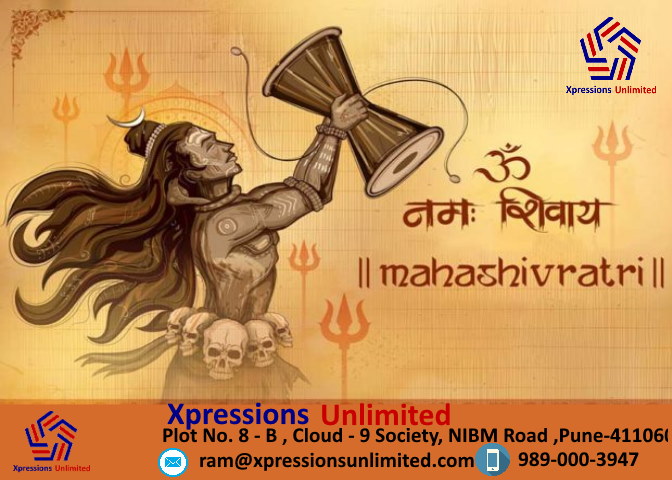 Xpressions Unlimited
ॐ
नमः शिवाय
|| mahashivratri ||
Xpressions Unlimited
Plot No. 8 - B , Cloud - 9 Society, NIBM Road ,Pune-411060
ram@xpressionsunlimited.com 989-000-3947
Xpressions Unlimited